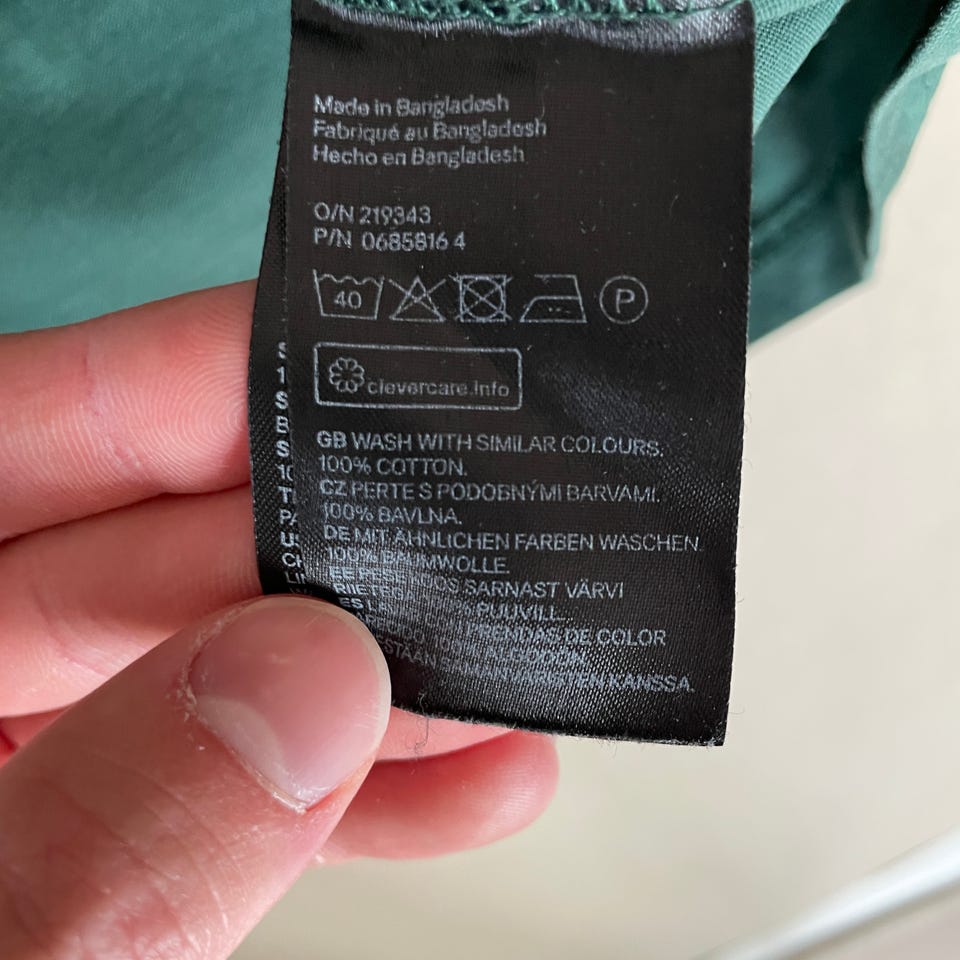 Made in Bangladesh
Fabriqué au Bangladesh
Hecho en Bangladesh
O/N 219343
P/N 0685816 4
40
P
clevercare.info
GB WASH WITH SIMILAR COLOURS.
100% COTTON.
CZ PERTE S PODOBNÝMI BARVAMI.
100% BAVLNA.
DE MIT ÄHNLICHEN FARBEN WASCHEN.
100% BAUMWOLLE.
EE SARNAST VÄRVI
PUUVILL.
ES PRENDAS DE COLOR
KANSSA.